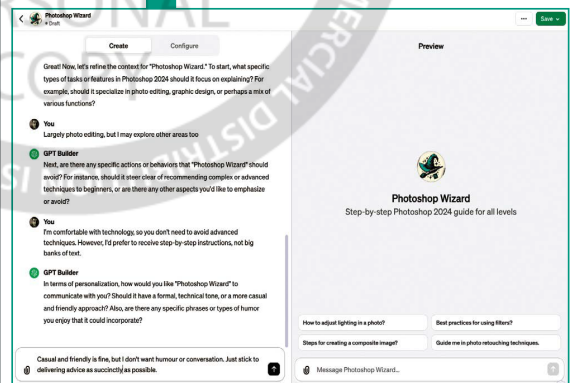 Photoshop Wizard
Draft
Save
Create
Configure
Preview
Great! Now, let's refine the context for "Photoshop Wizard." To start, what specific
types of tasks or features in Photoshop 2024 should it focus on explaining? For
example, should it specialize in photo editing, graphic design, or perhaps a mix of
various functions?
You
Largely photo editing, but I may explore other areas too
GPT Builder
Next, are there any specific actions or behaviors that "Photoshop Wizard" should
avoid? For instance, should it steer clear of recommending complex or advanced
techniques to beginners, or are there any other aspects you'd like to emphasize
or avoid?
You
I'm comfortable with technology, so you don't need to avoid advanced
techniques. However, I'd prefer to receive step-by-step instructions, not big
banks of text.
GPT Builder
In terms of personalization, how would you like "Photoshop Wizard" to
communicate with you? Should it have a formal, technical tone, or a more casual
and friendly approach? Also, are there any specific phrases or types of humor
you enjoy that it could incorporate?
Casual and friendly is fine, but I don't want humour or conversation. Just stick to
delivering advice as succinctly as possible.
Photoshop Wizard
Step-by-step Photoshop 2024 guide for all levels
How to adjust lighting in a photo?
Best practices for using filters?
Steps for creating a composite image?
Guide me in photo retouching techniques.
Message Photoshop Wizard...
COPY